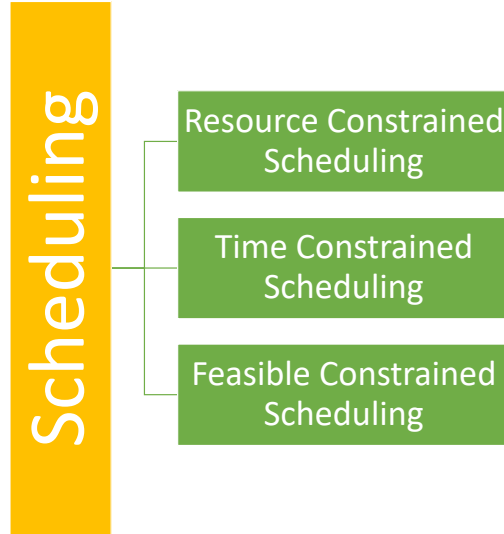 Scheduling
Resource Constrained
Scheduling
Time Constrained
Scheduling
Feasible Constrained
Scheduling